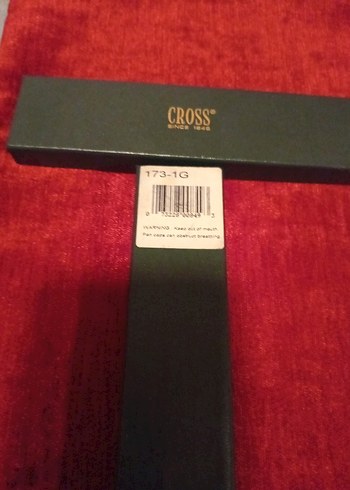 CROSS®
SINCE 1846
173-1G
WARNING: Keep out of mouth.
Pen caps can obstruct breathing.